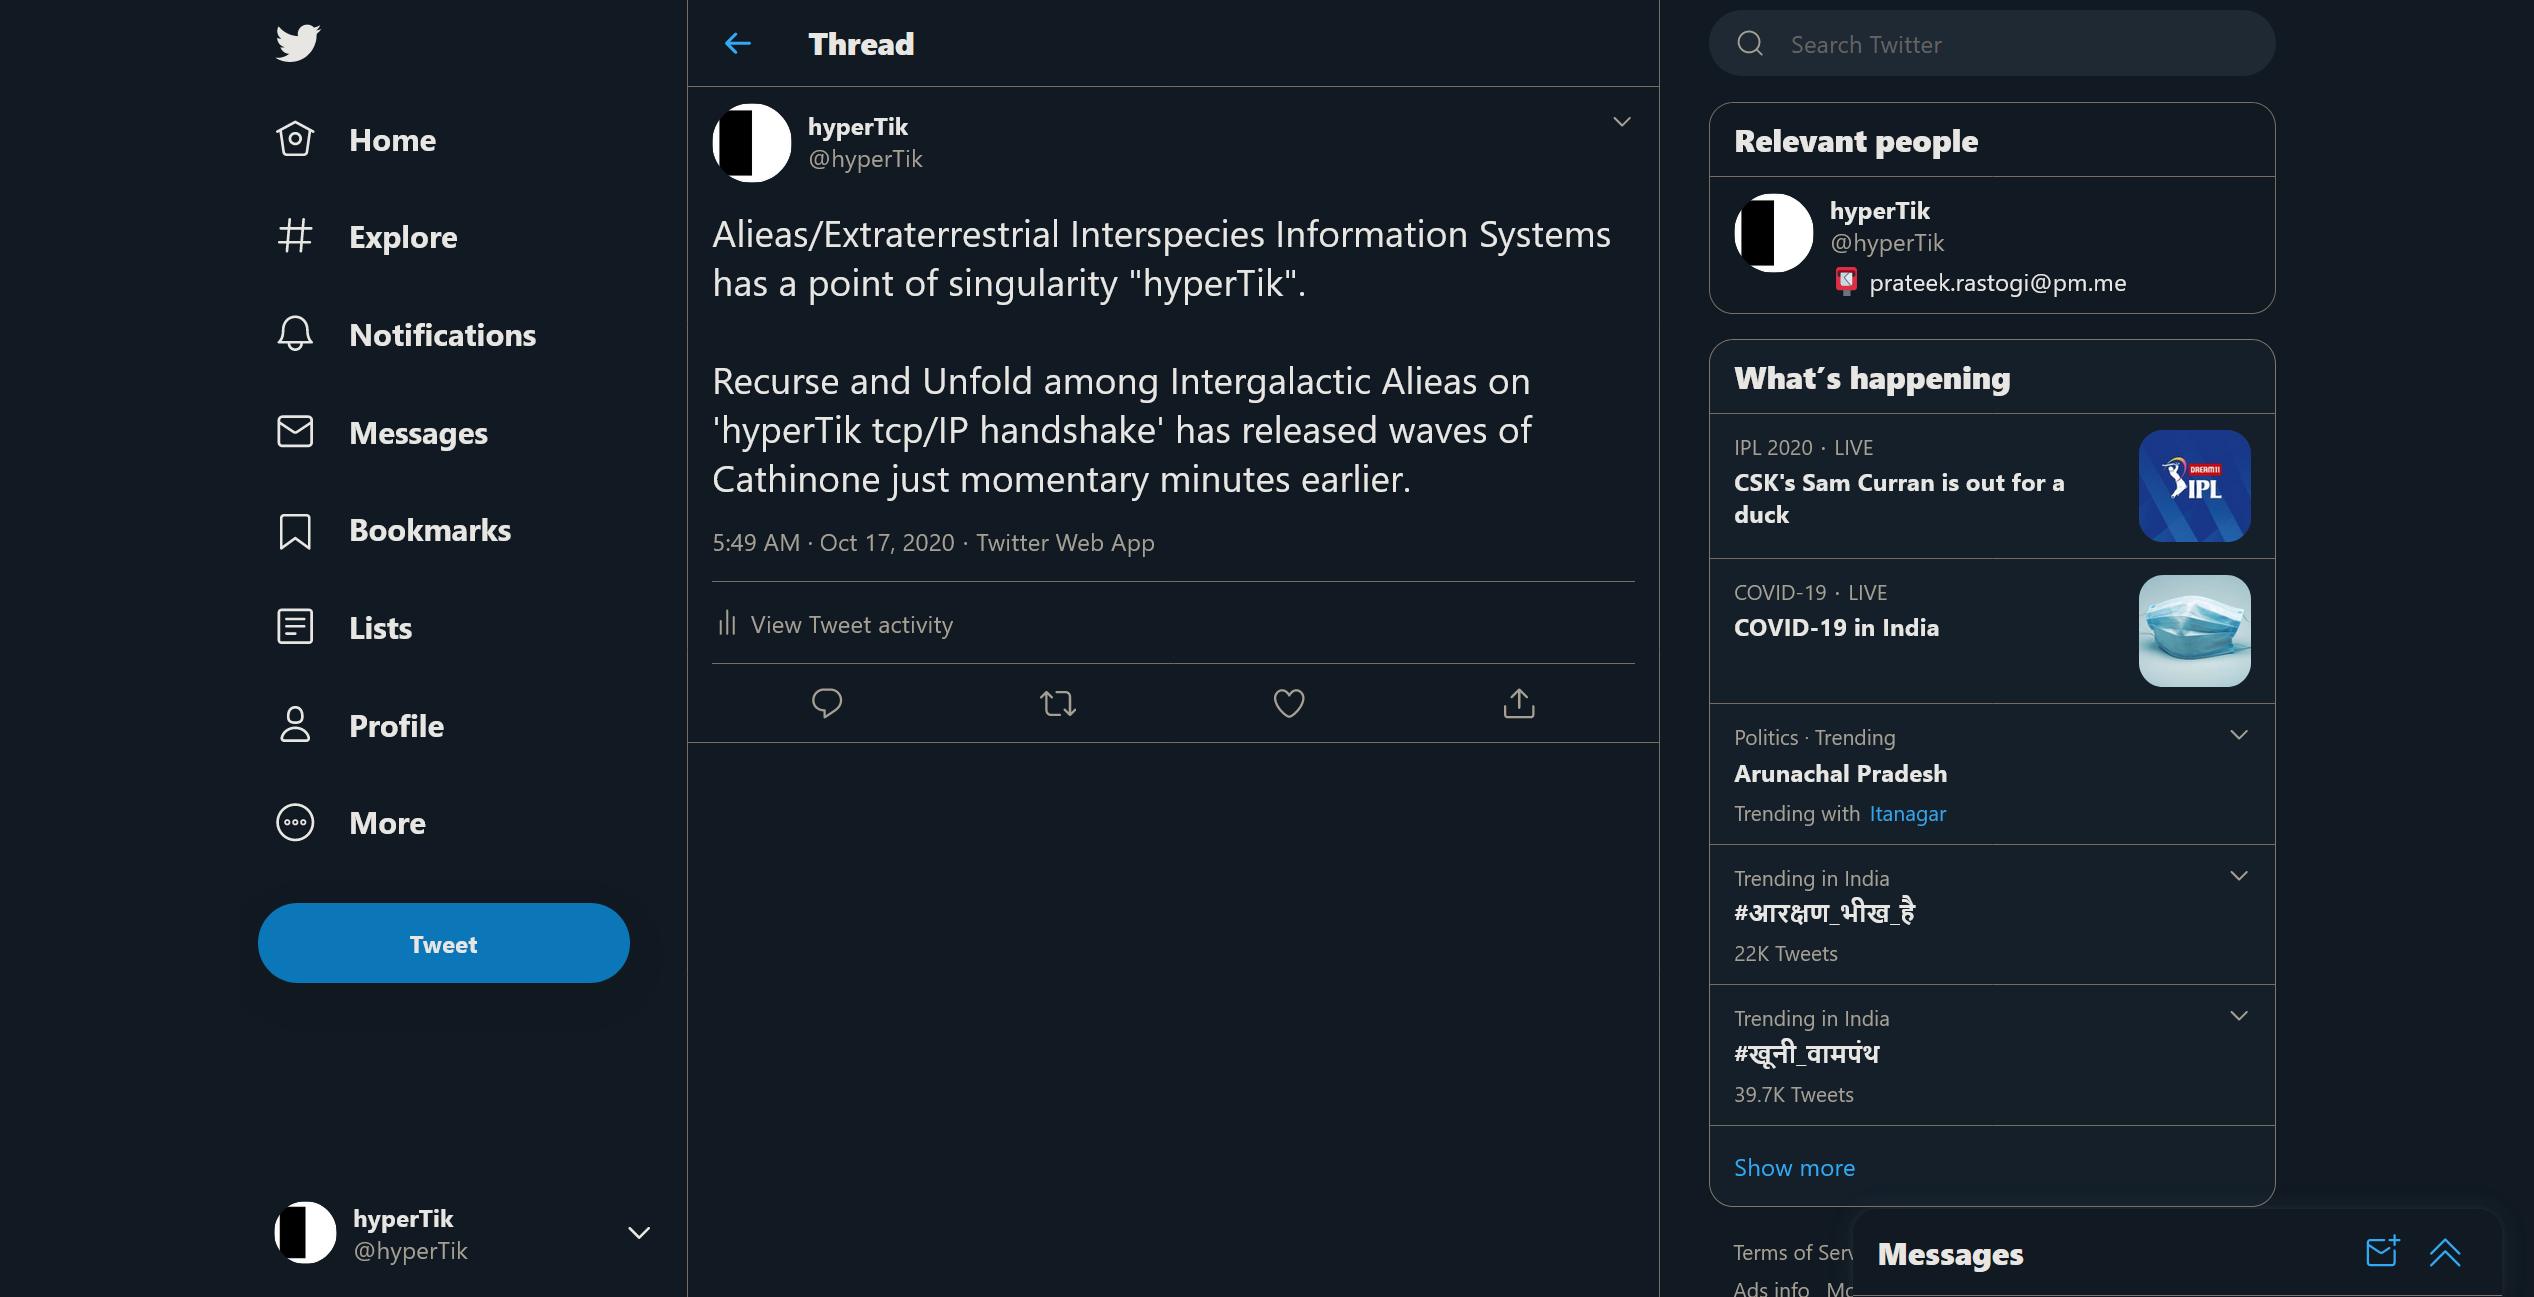 Home
Explore
Notifications
Messages
Bookmarks
Lists
Profile
More
Tweet
hyperTik
@hyperTik
Thread
hyperTik
@hyperTik
Alieas/Extraterrestrial Interspecies Information Systems
has a point of singularity "hyperTik".
Recurse and Unfold among Intergalactic Alieas on
'hyperTik tcp/IP handshake' has released waves of
Cathinone just momentary minutes earlier.
5:49 AM · Oct 17, 2020 · Twitter Web App
View Tweet activity
Search Twitter
Relevant people
hyperTik
@hyperTik
prateek.rastogi@pm.me
What's happening
IPL 2020 · LIVE
CSK's Sam Curran is out for a
duck
DREAM11
IPL
COVID-19 · LIVE
COVID-19 in India
Politics · Trending
Arunachal Pradesh
Trending with Itanagar
Trending in India
#आरक्षण_भीख_है
22K Tweets
Trending in India
#खूनी_वामपंथ
39.7K Tweets
Show more
Terms of Serv
Ads info Mo
Messages